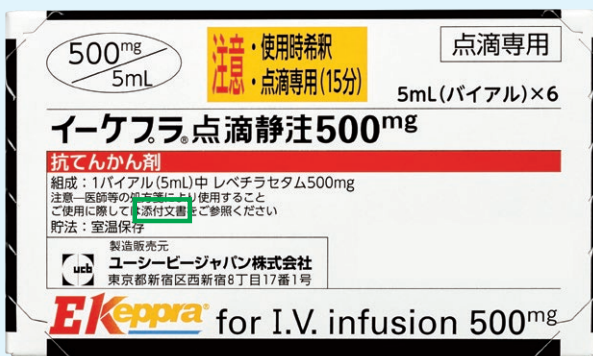 500mg/5mL
注意
・使用時希釈
・点滴専用(15分)
点滴専用
5mL(バイアル)×6
イーケプラ®点滴静注500mg
抗てんかん剤
組成:1バイアル(5mL)中 レベチラセタム500mg
注意―医師等の処方箋により使用すること
ご使用に際しては添付文書をご参照ください
貯法:室温保存
製造販売元
ucb
ユーシービージャパン株式会社
東京都新宿区西新宿8丁目17番1号
E Keppra® for I.V. infusion 500mg